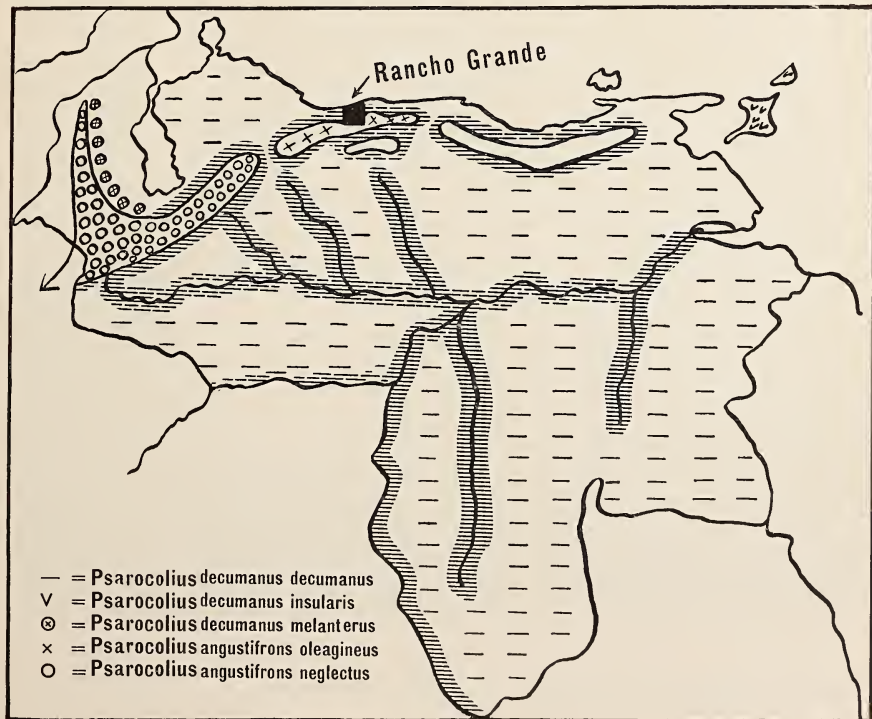 Rancho Grande
— = Psarocolius decumanus decumanus
V = Psarocolius decumanus insularis
⊗ = Psarocolius decumanus melanterus
x = Psarocolius angustifrons oleagineus
O = Psarocolius angustifrons neglectus